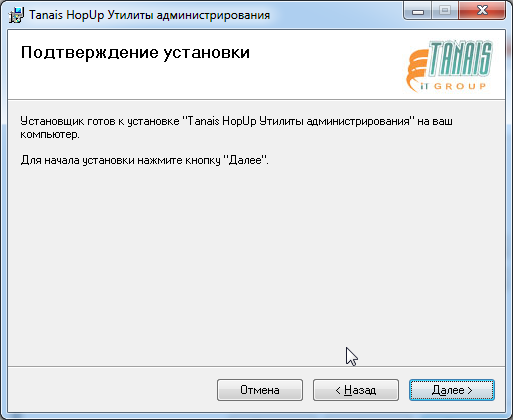 Tanais HopUp Утилиты администрирования
Подтверждение установки
TANAIS
iT GROUP
Установщик готов к установке "Tanais HopUp Утилиты администрирования" на ваш
компьютер.
Для начала установки нажмите кнопку "Далее".
Отмена
< Назад
Далее >